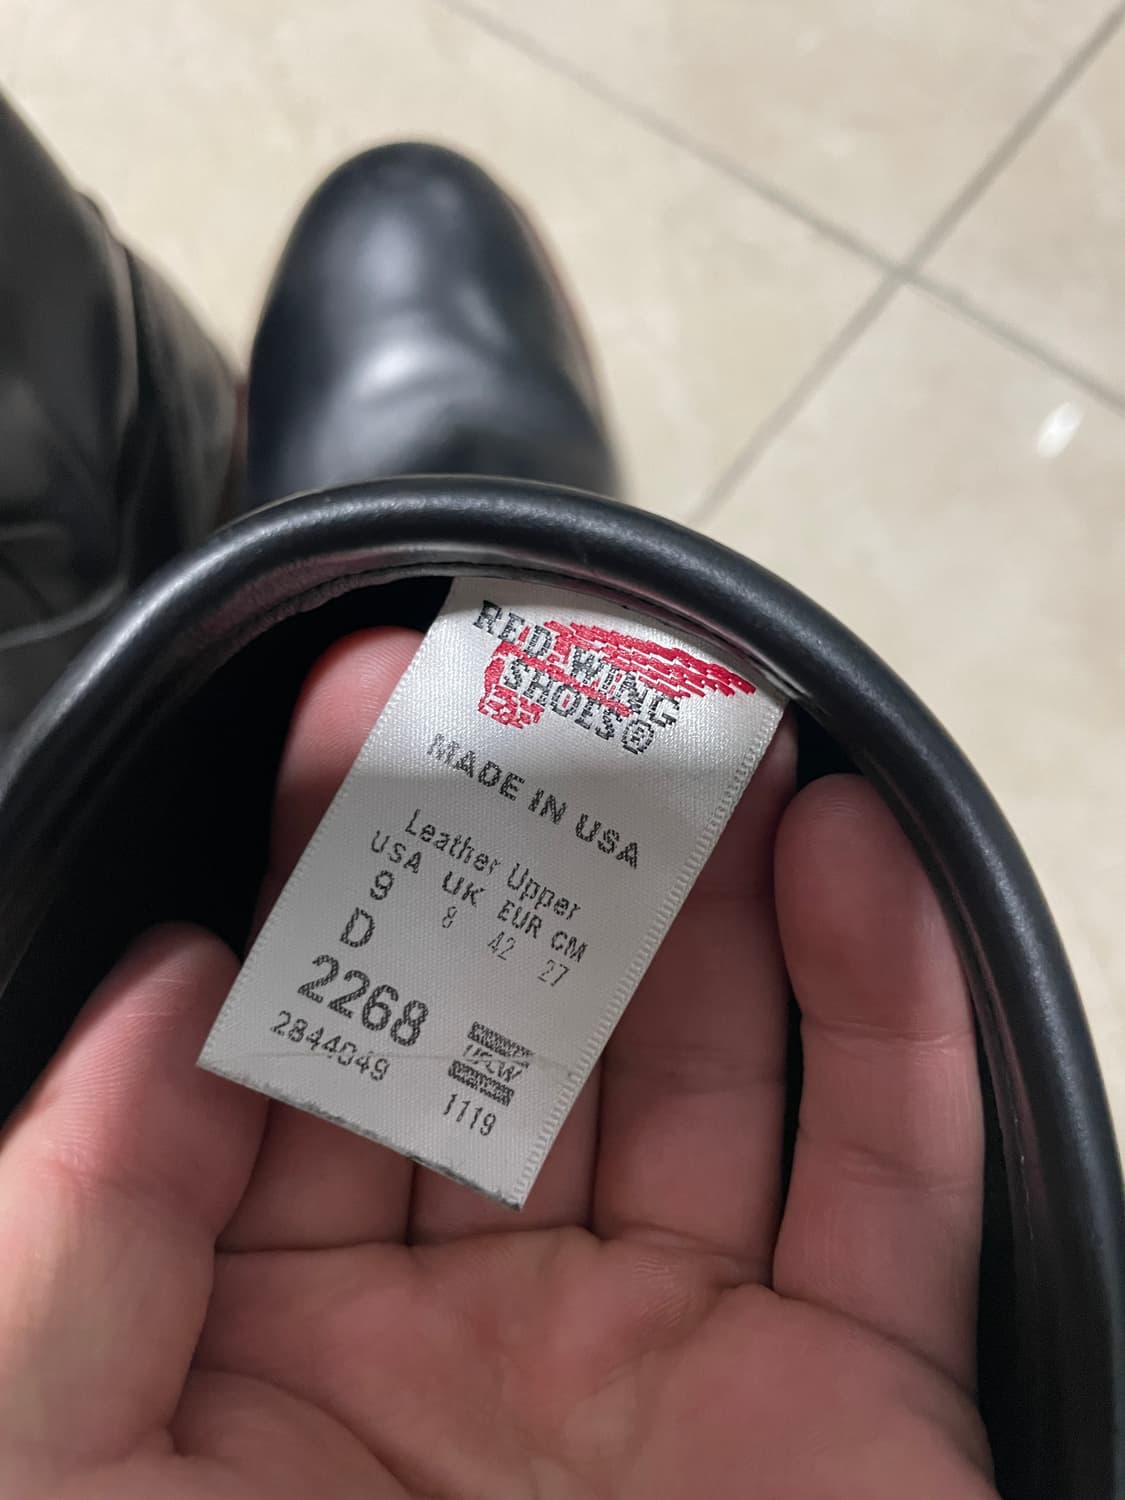 RED WING
SHOES®
MADE IN USA
Leather Upper
USA UK EUR CM
9 8 42 27
D
2268
2844049
UFCW
1119